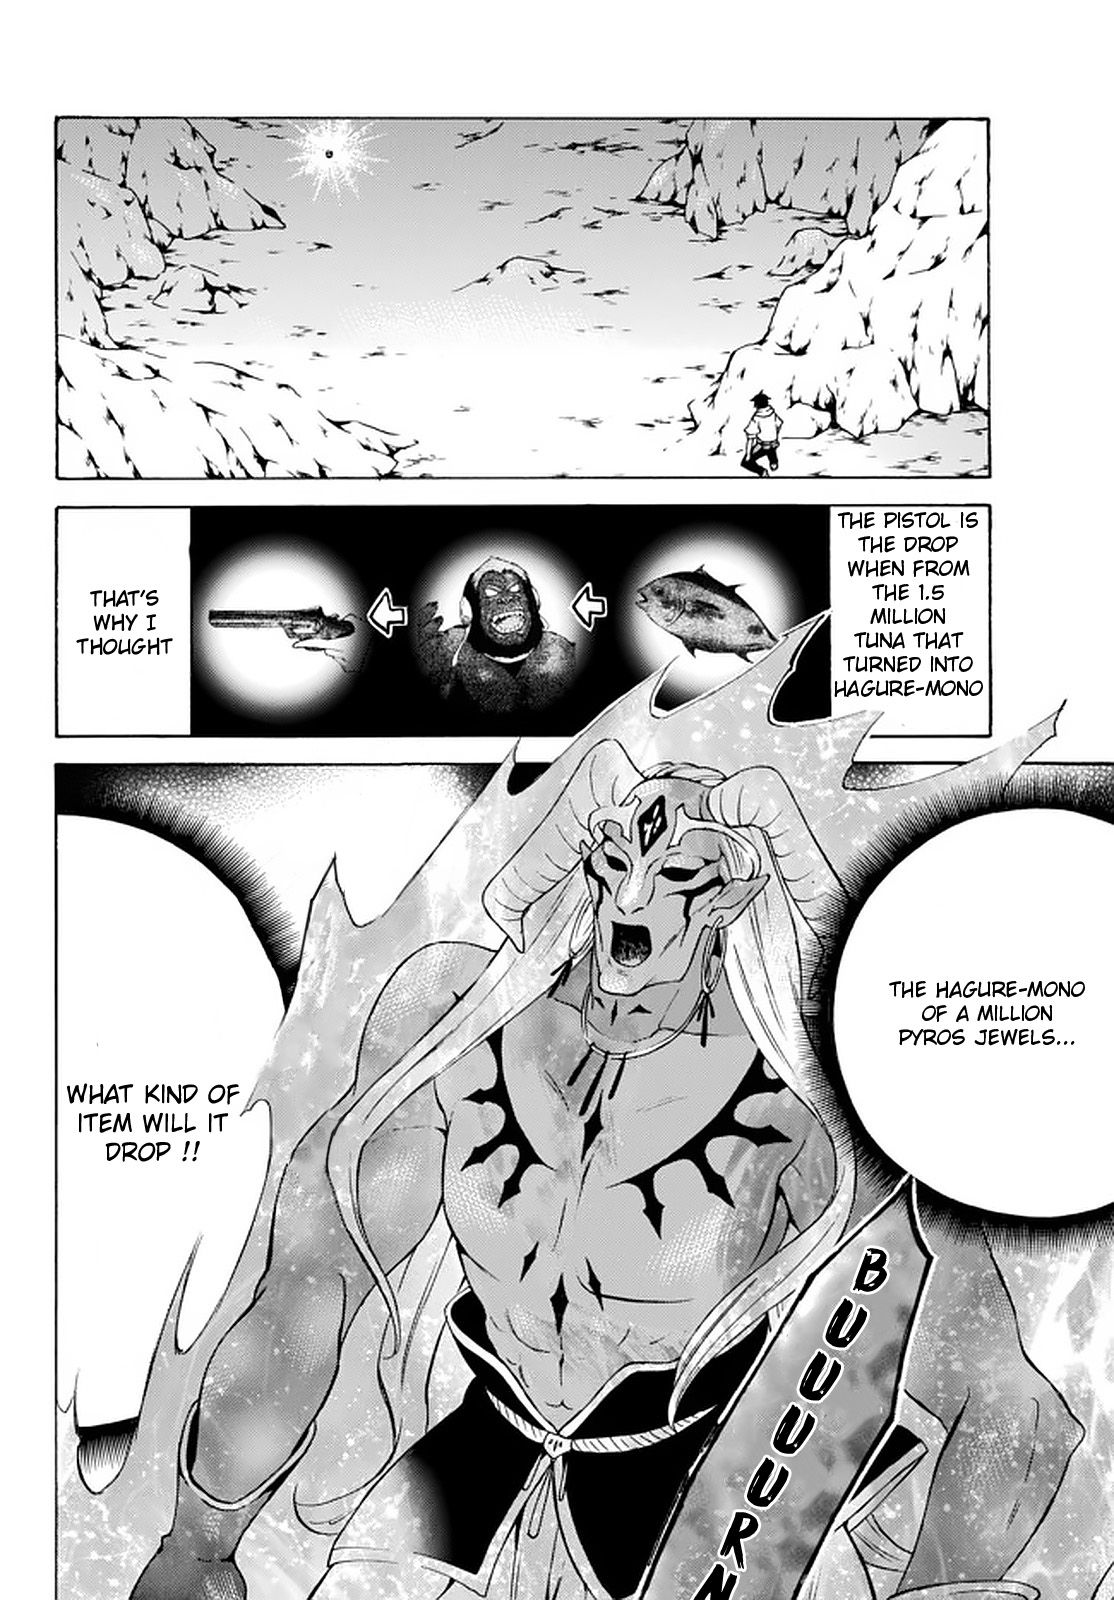 THE PISTOL IS
THE DROP
WHEN FROM
THE 1.5
MILLION
TUNA THAT
TURNED INTO
HAGURE-MONO
THAT'S
WHY I
THOUGHT
THE HAGURE-MONO
OF A MILLION
PYROS JEWELS...
WHAT KIND OF
ITEM WILL IT
DROP !!
BUUUURN